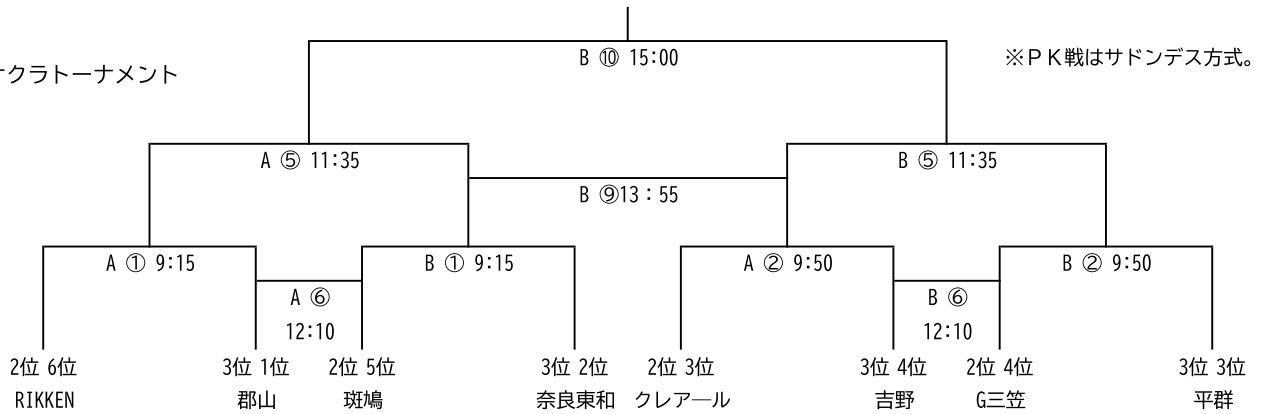 B ⑩ 15:00
※ＰＫ戦はサドンデス方式。
クラトーナメント
A ⑤ 11:35
B ⑤ 11:35
B ⑨13：55
A ① 9:15
B ① 9:15
A ② 9:50
B ② 9:50
A ⑥
B ⑥
12:10
12:10
2位 6位
3位 1位
2位 5位
3位 2位
2位 3位
3位 4位
2位 4位
3位 3位
RIKKEN
郡山
斑鳩
奈良東和
クレア―ル
吉野
G三笠
平群